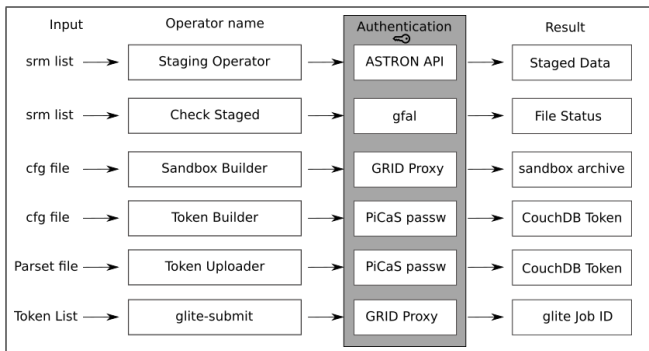 Input Operator name Authentication Result
srm list Staging Operator ASTRON API Staged Data
srm list Check Staged gfal File Status
cfg file Sandbox Builder GRID Proxy sandbox archive
cfg file Token Builder PiCaS passw CouchDB Token
Parset file Token Uploader PiCaS passw CouchDB Token
Token List glite-submit GRID Proxy glite Job ID